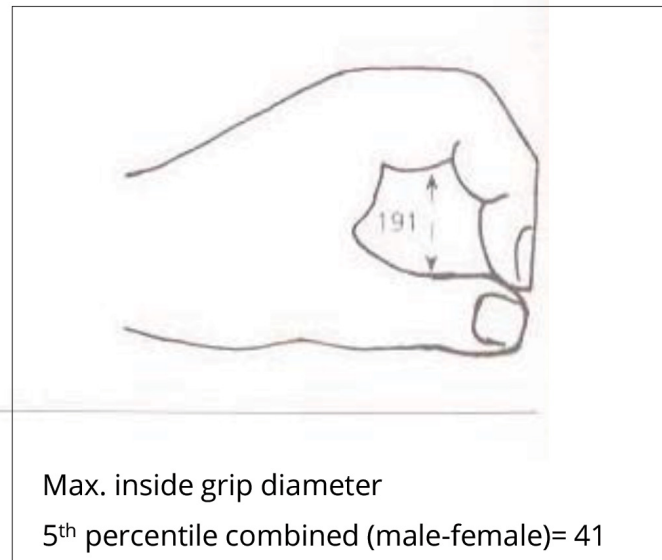 191
Max. inside grip diameter
5th percentile combined (male-female)= 41